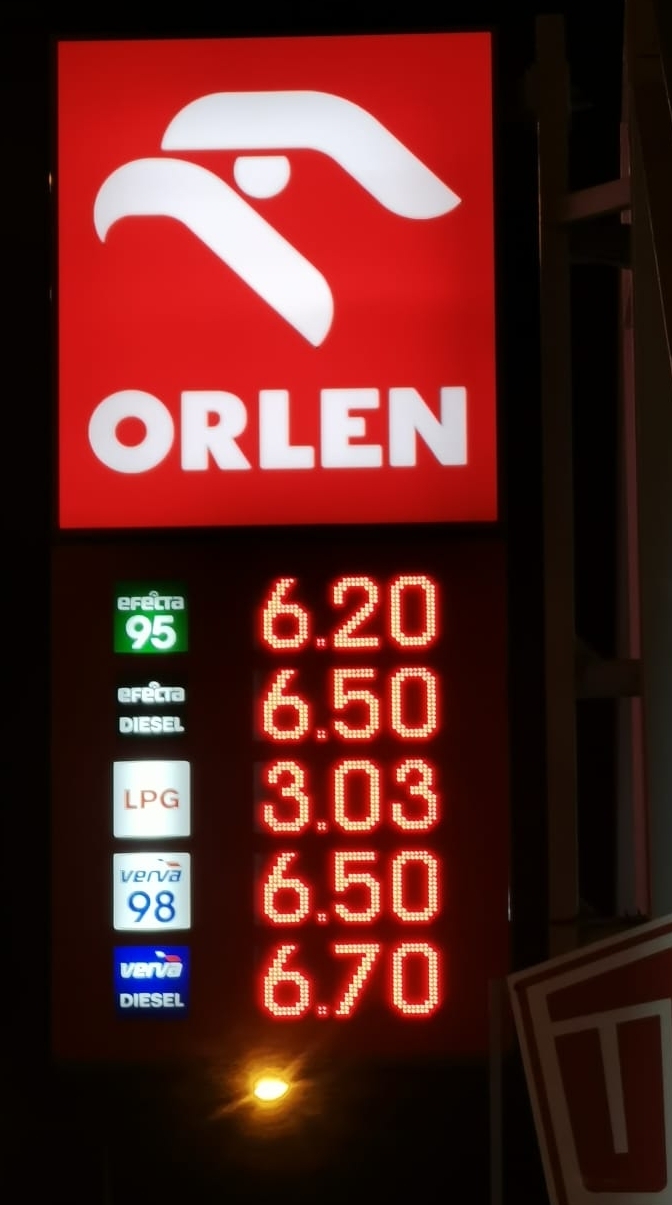 ORLEN
efecta 95 6.20
efecta DIESEL 6.50
LPG 3.03
verva 98 6.50
verva DIESEL 6.70